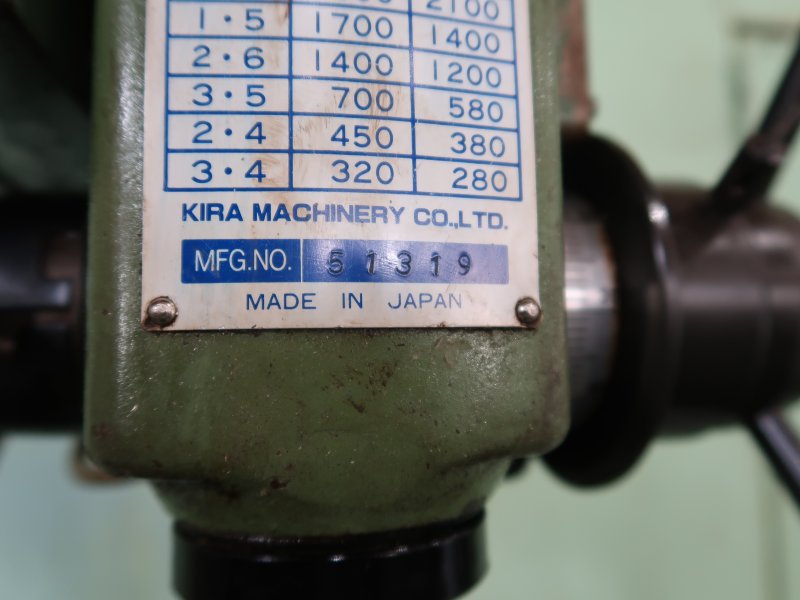 2100
1・5 1700 1400
2・6 1400 1200
3・5 700 580
2・4 450 380
3・4 320 280
KIRA MACHINERY CO.,LTD.
MFG.NO. 51319
MADE IN JAPAN